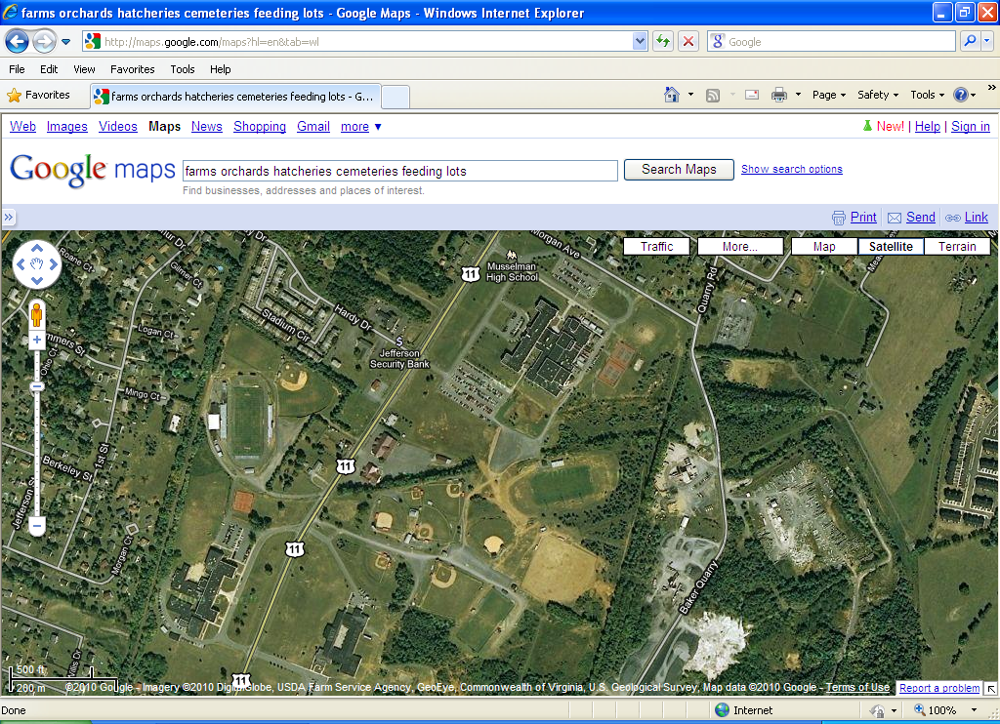 farms orchards hatcheries cemeteries feeding lots - Google Maps - Windows Internet Explorer
http://maps.google.com/maps?hl=en&tab=wl
Google
File Edit View Favorites Tools Help
Favorites
farms orchards hatcheries cemeteries feeding lots - G...
Page Safety Tools
Web Images Videos Maps News Shopping Gmail more
New! | Help | Sign in
Google maps
farms orchards hatcheries cemeteries feeding lots
Search Maps
Show search options
Find businesses, addresses and places of interest.
Print Send Link
Traffic More... Map Satellite Terrain
Morgan Ave
Roane Ct
Gilmer Ct
Musselman
High School
11
Quarry Rd
Hardy Dr
Stadium Cir
Logan Ct
Jefferson
Security Bank
Ohio Ct
Mingo Ct
1st St
Berkeley St
11
Jefferson St
11
Morgan Ct
Baker Quarry
11
500 ft
200 m
©2010 Google - Imagery ©2010 DigitalGlobe, USDA Farm Service Agency, GeoEye, Commonwealth of Virginia, U.S. Geological Survey, Map data ©2010 Google - Terms of Use
Report a problem
Done
Internet
100%